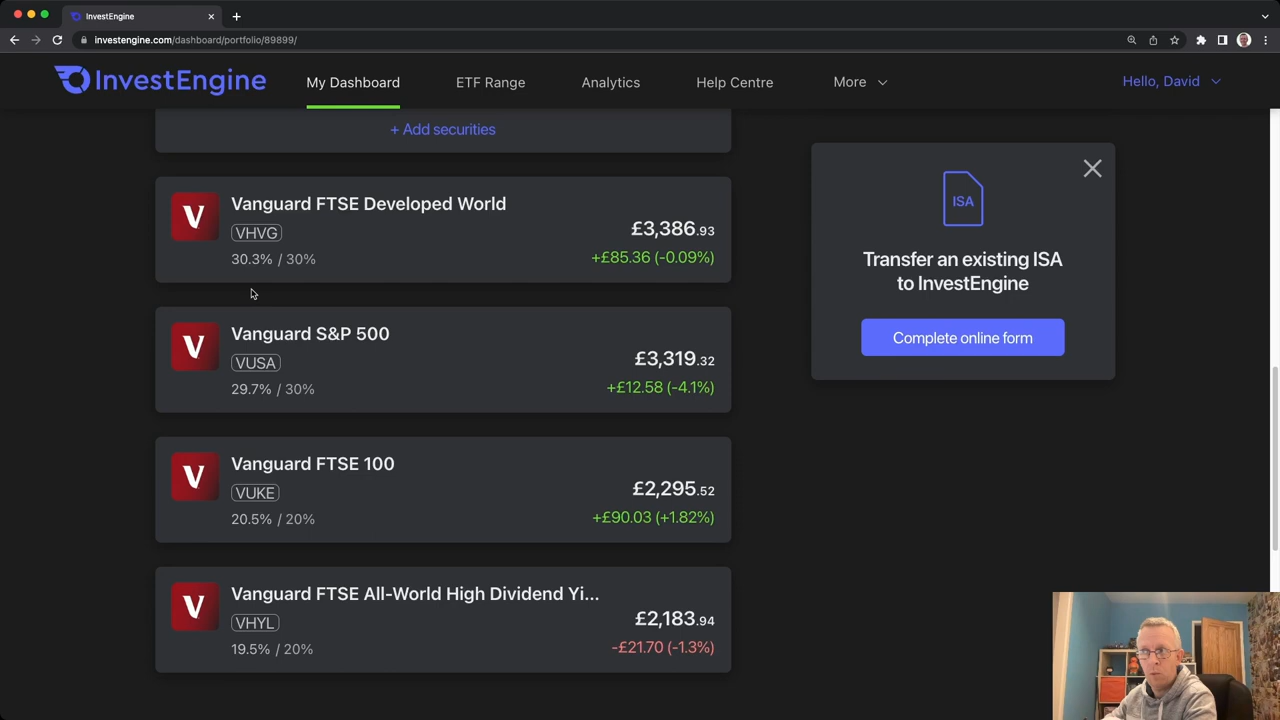 InvestEngine
investengine.com/dashboard/portfolio/89899/
InvestEngine
My Dashboard
ETF Range
Analytics
Help Centre
More
Hello, David
+ Add securities
Vanguard FTSE Developed World
VHVG
30.3% / 30%
£3,386.93
+£85.36 (-0.09%)
Vanguard S&P 500
VUSA
29.7% / 30%
£3,319.32
+£12.58 (-4.1%)
Vanguard FTSE 100
VUKE
20.5% / 20%
£2,295.52
+£90.03 (+1.82%)
Vanguard FTSE All-World High Dividend Yi...
VHYL
19.5% / 20%
£2,183.94
-£21.70 (-1.3%)
ISA
Transfer an existing ISA
to InvestEngine
Complete online form